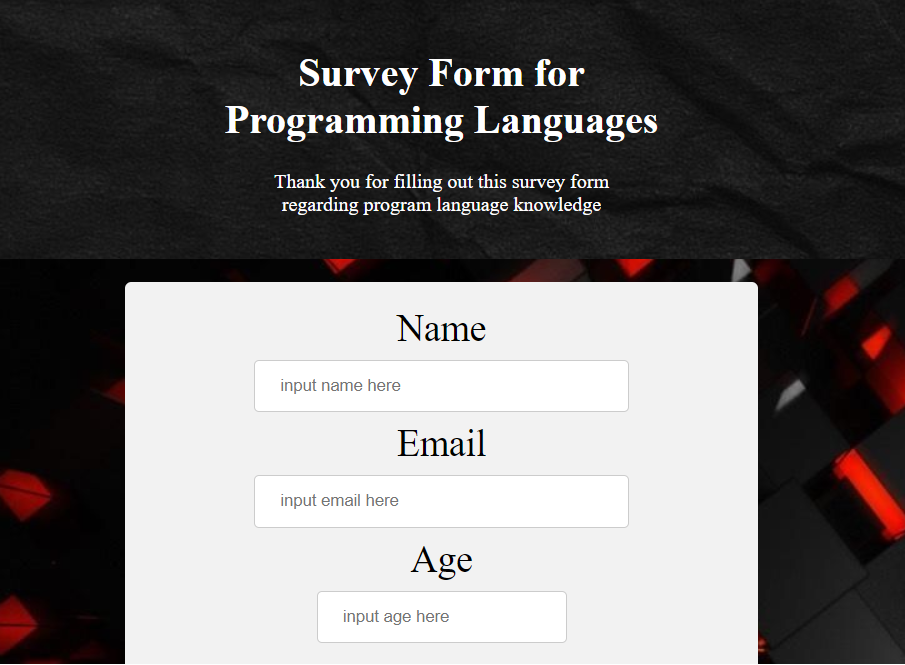 Survey Form for
Programming Languages
Thank you for filling out this survey form
regarding program language knowledge
Name
input name here
Email
input email here
Age
input age here